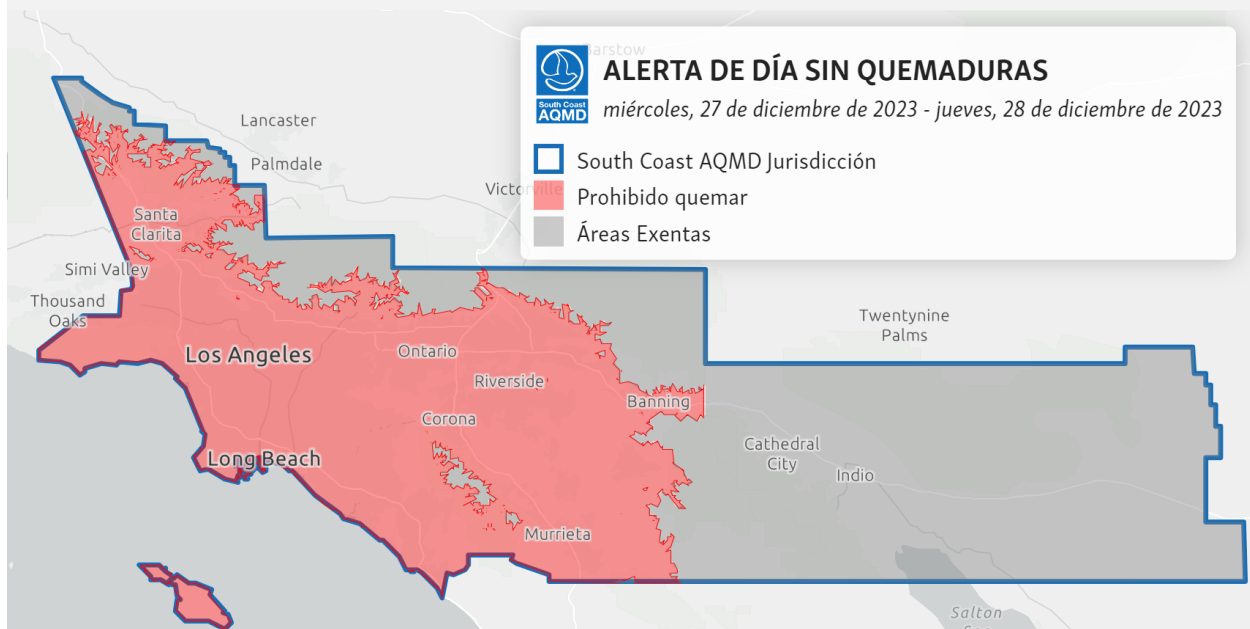 Barstow
South Coast
AQMD
ALERTA DE DÍA SIN QUEMADURAS
miércoles, 27 de diciembre de 2023 - jueves, 28 de diciembre de 2023
South Coast AQMD Jurisdicción
Prohibido quemar
Áreas Exentas
Lancaster
Palmdale
Victorville
Santa
Clarita
Simi Valley
Thousand
Oaks
Los Angeles
Ontario
Riverside
Banning
Corona
Long Beach
Murrieta
Twentynine
Palms
Cathedral
City
Indio
Salton
Sea